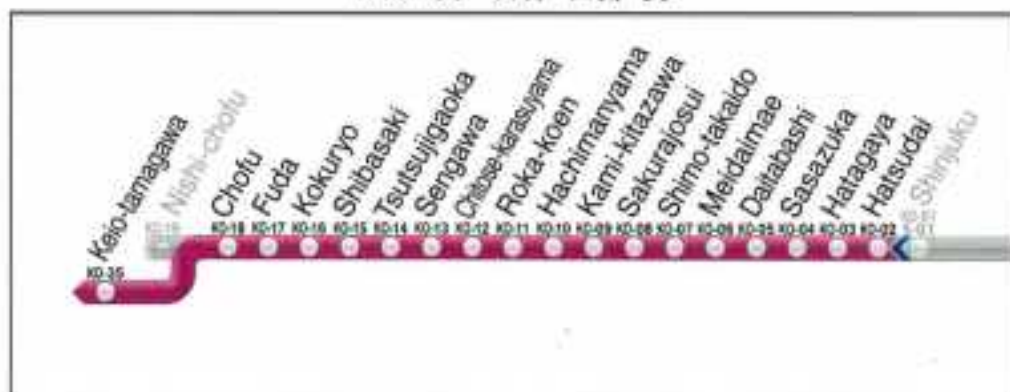 Keio-tamagawa
Nishi-chofu
Chofu
Fuda
Kokuryo
Shibasaki
Tsutsujigaoka
Sengawa
Chitose-karasuyama
Roka-koen
Hachimanyama
Kami-kitazawa
Sakurajosui
Shimo-takaido
Meidaimae
Daitabashi
Sasazuka
Hatagaya
Hatsudai
Shinjuku
KO-35
KO-18
KO-17
KO-16
KO-15
KO-14
KO-13
KO-12
KO-11
KO-10
KO-09
KO-08
KO-07
KO-06
KO-05
KO-04
KO-03
KO-02